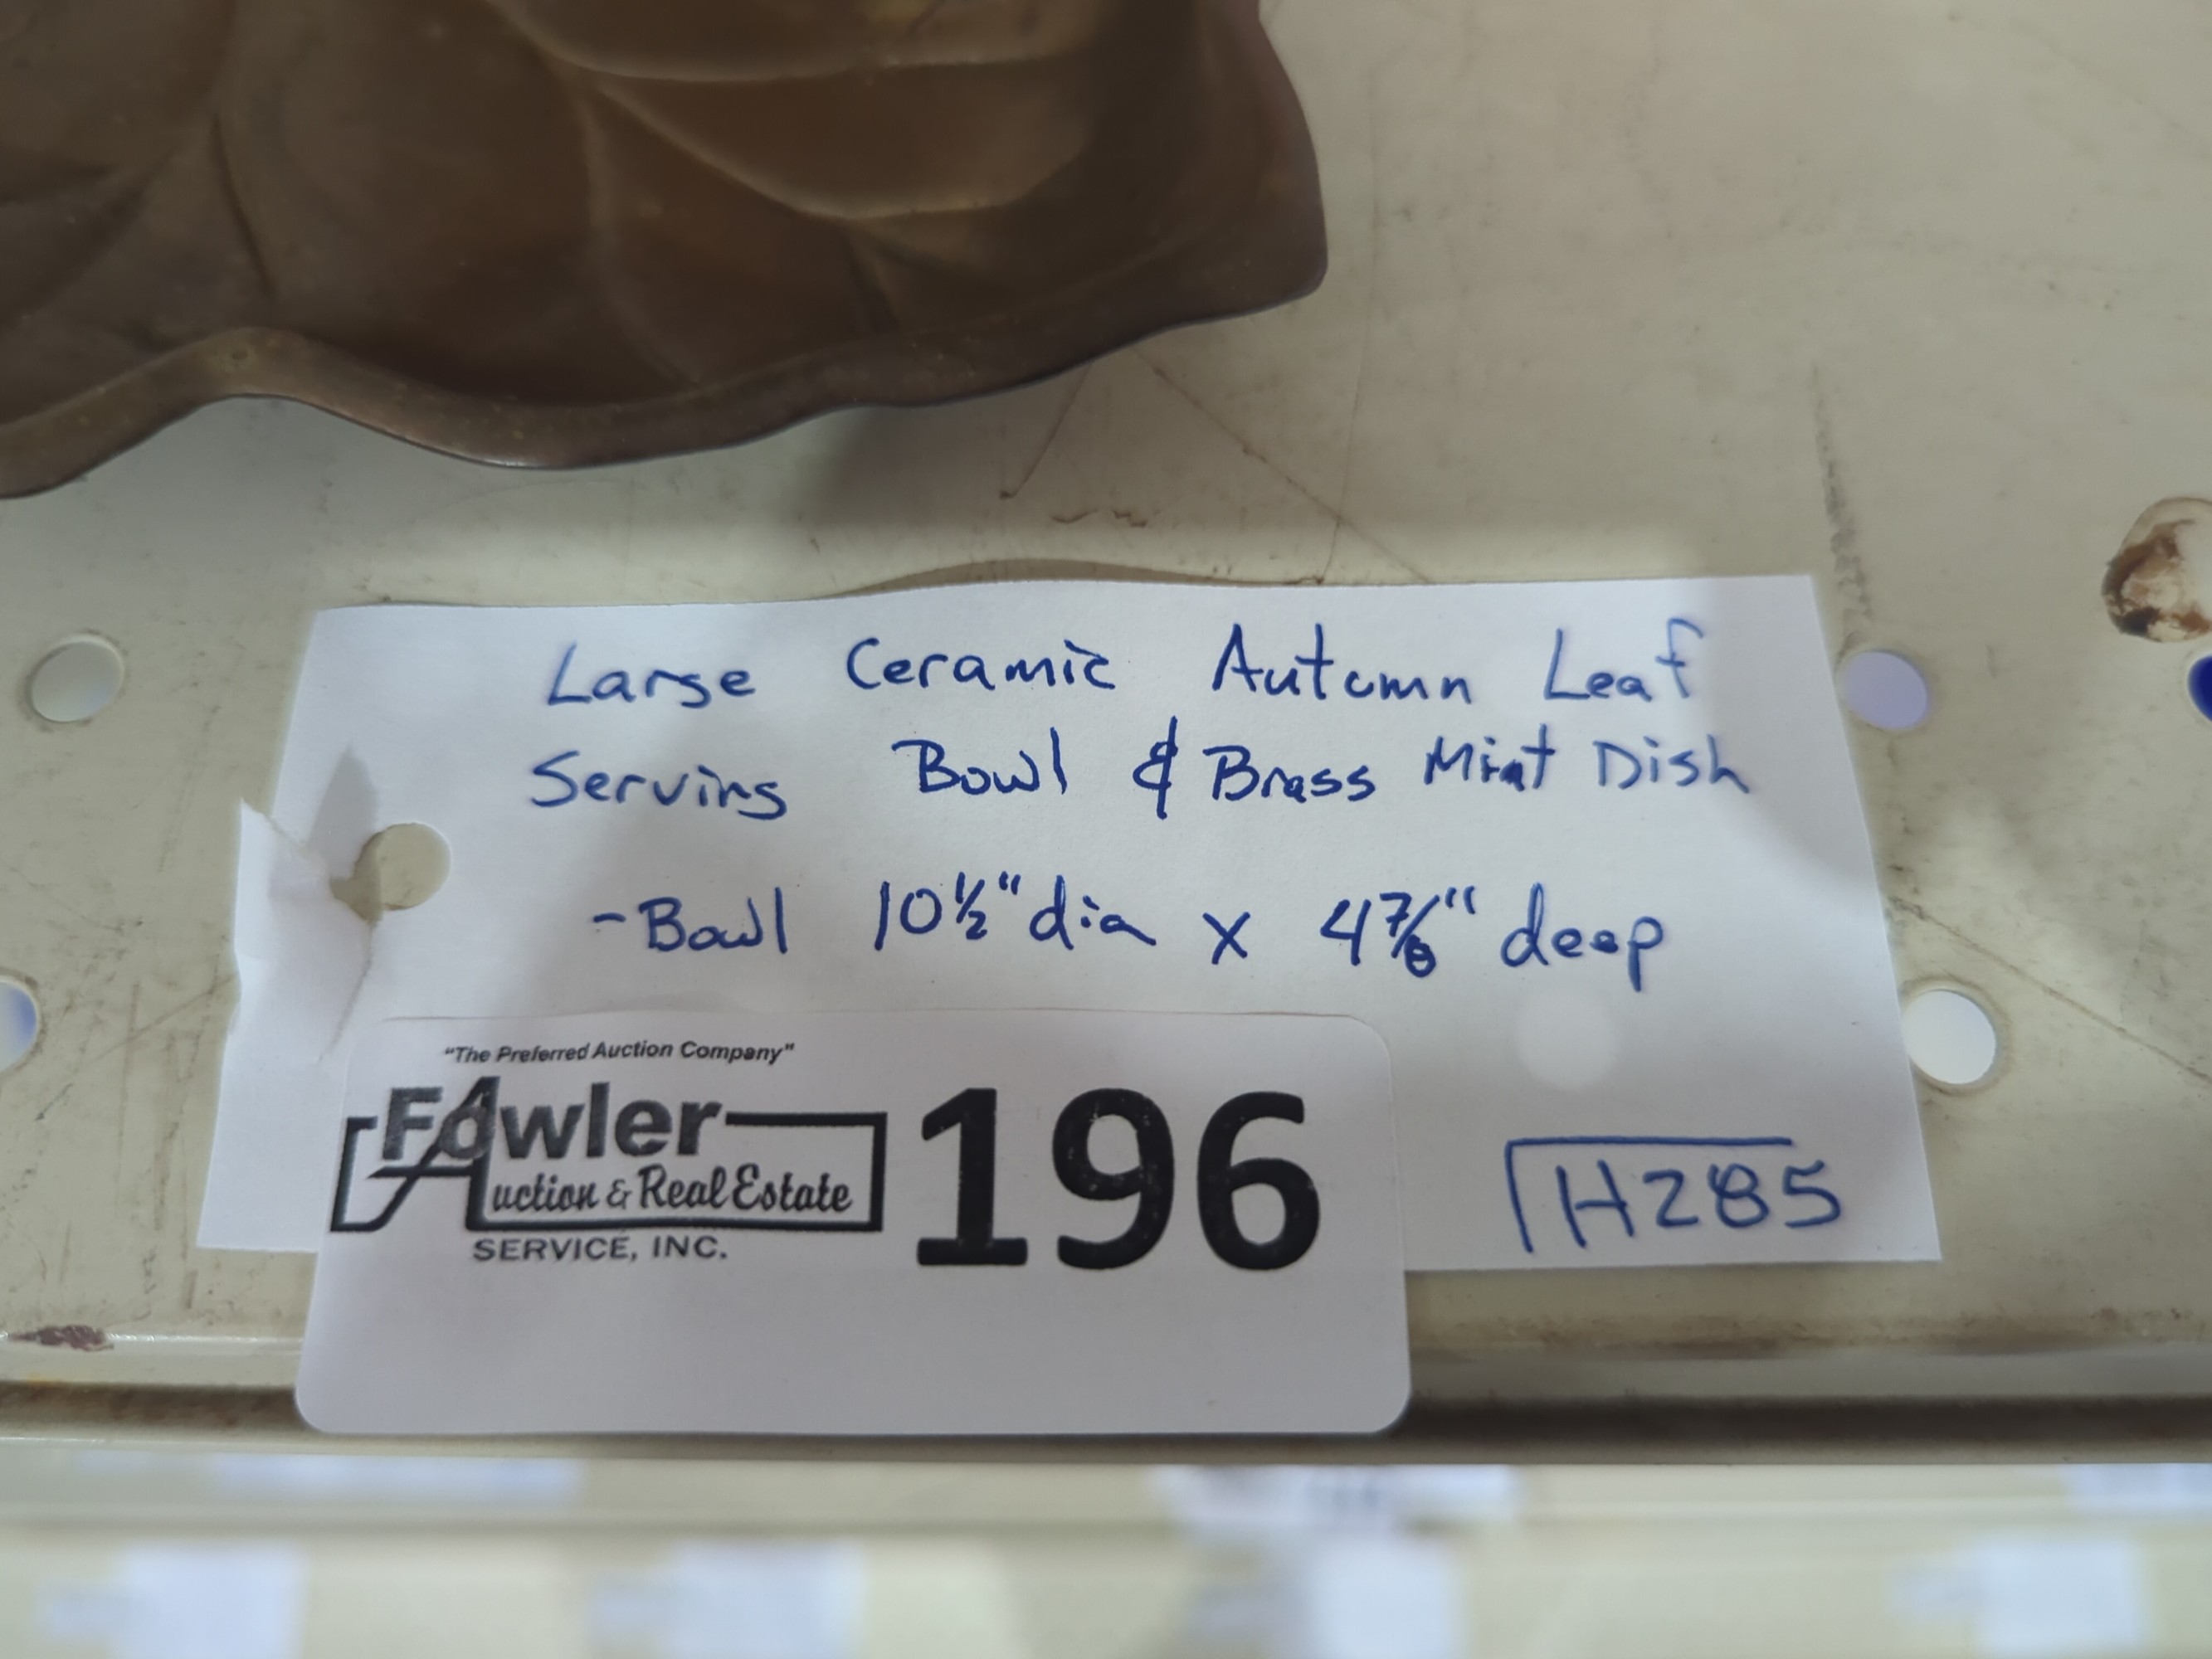 Large Ceramic Autumn Leaf
Serving Bowl & Brass Mint Dish
-Bowl 10½" dia x 4⅞" deep
"The Preferred Auction Company"
Fowler
Auction & Real Estate
SERVICE, INC.
196
H285